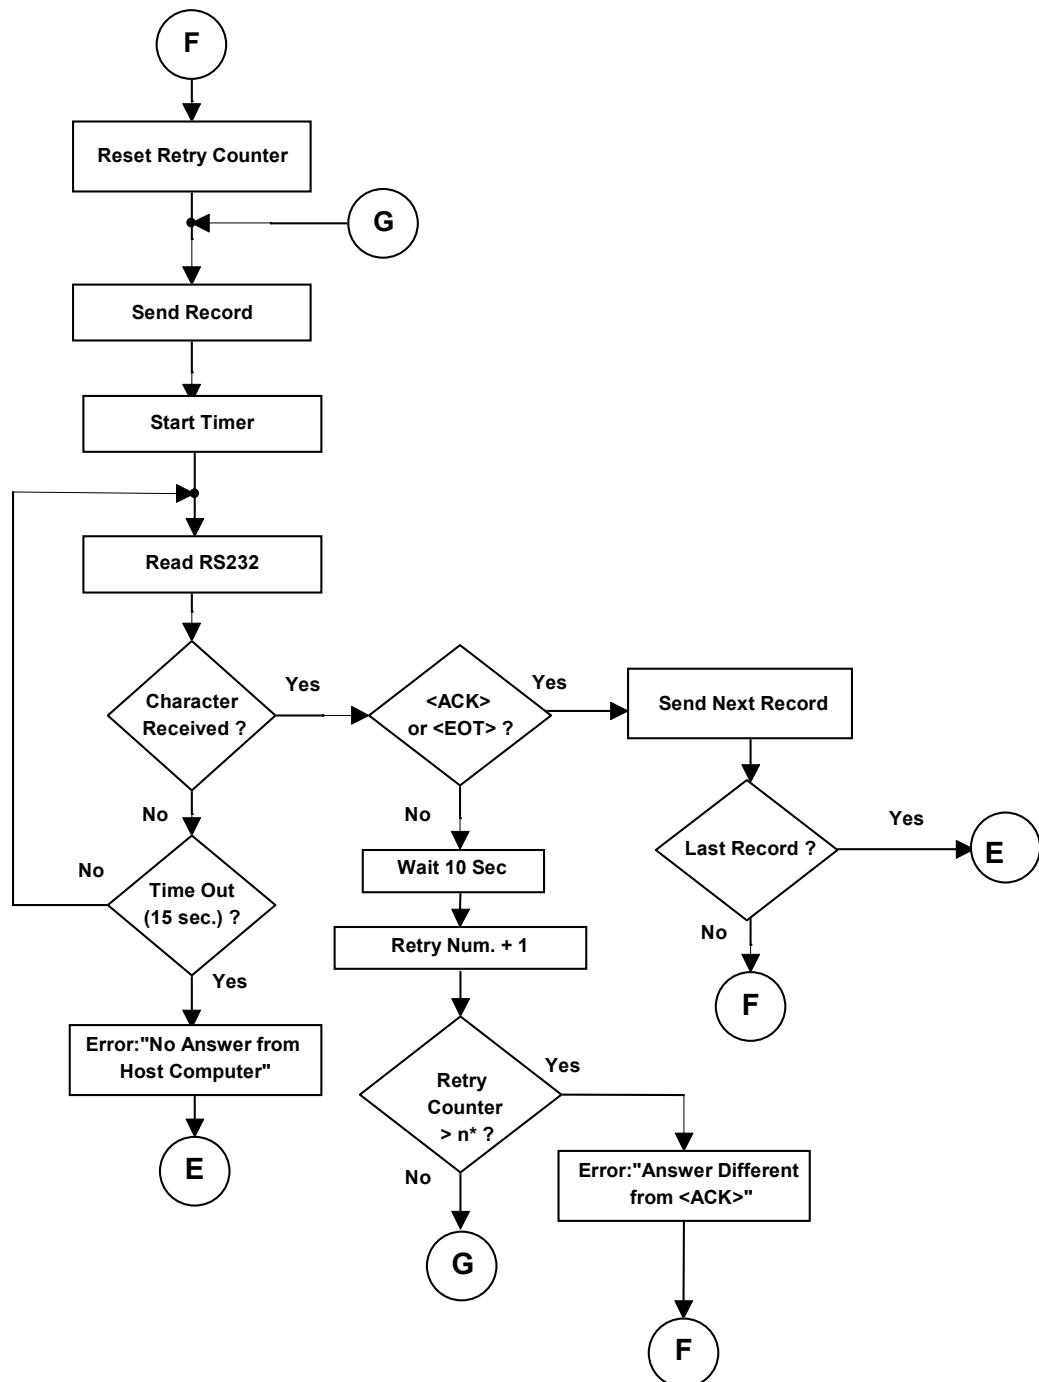 F
Reset Retry Counter
G
Send Record
Start Timer
Read RS232
Character
Received ?
Yes
<ACK>
or <EOT> ?
Yes
Send Next Record
No
No
Last Record ?
Yes
E
No
Time Out
(15 sec.) ?
Wait 10 Sec
Retry Num. + 1
No
F
Yes
Error:"No Answer from
Host Computer"
E
Retry
Counter
> n* ?
Yes
No
Error:"Answer Different
from <ACK>"
G
F